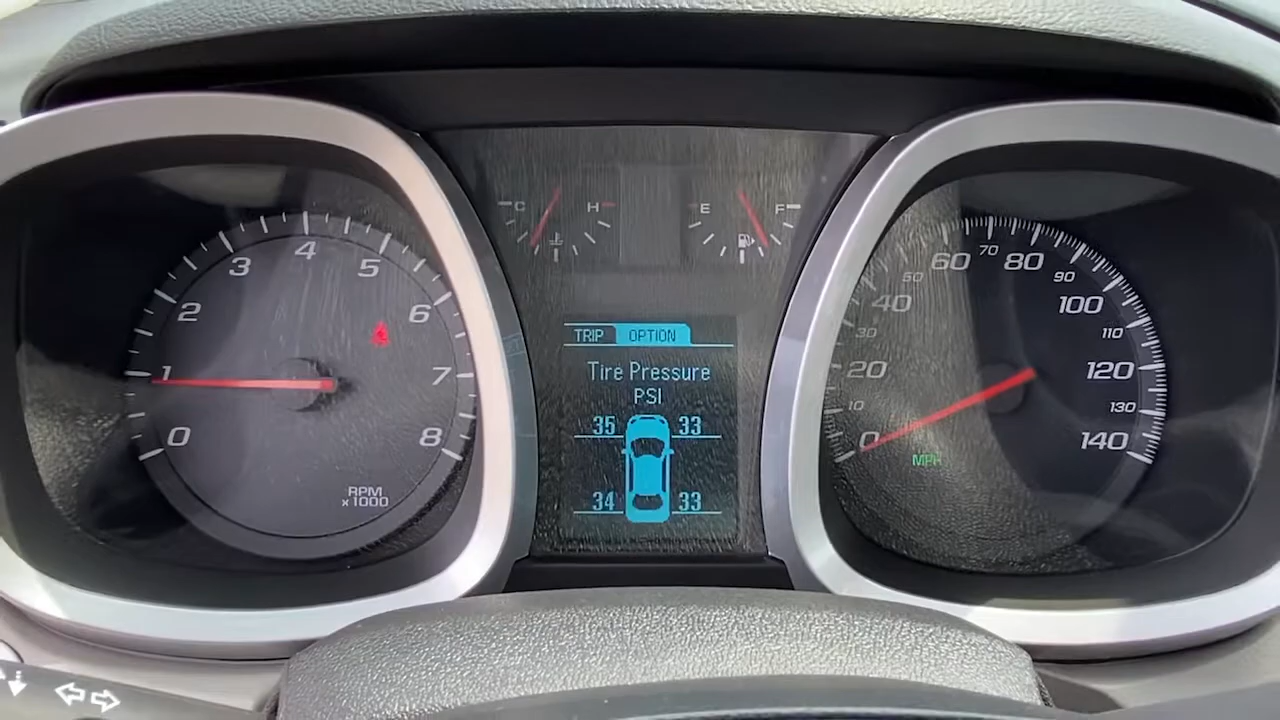 C H
E F
TRIP OPTION
Tire Pressure
PSI
35 33
34 33
0 1 2 3 4 5 6 7 8
RPM
x1000
0 10 20 30 40 50 60 70 80 90 100 110 120 130 140
MPH